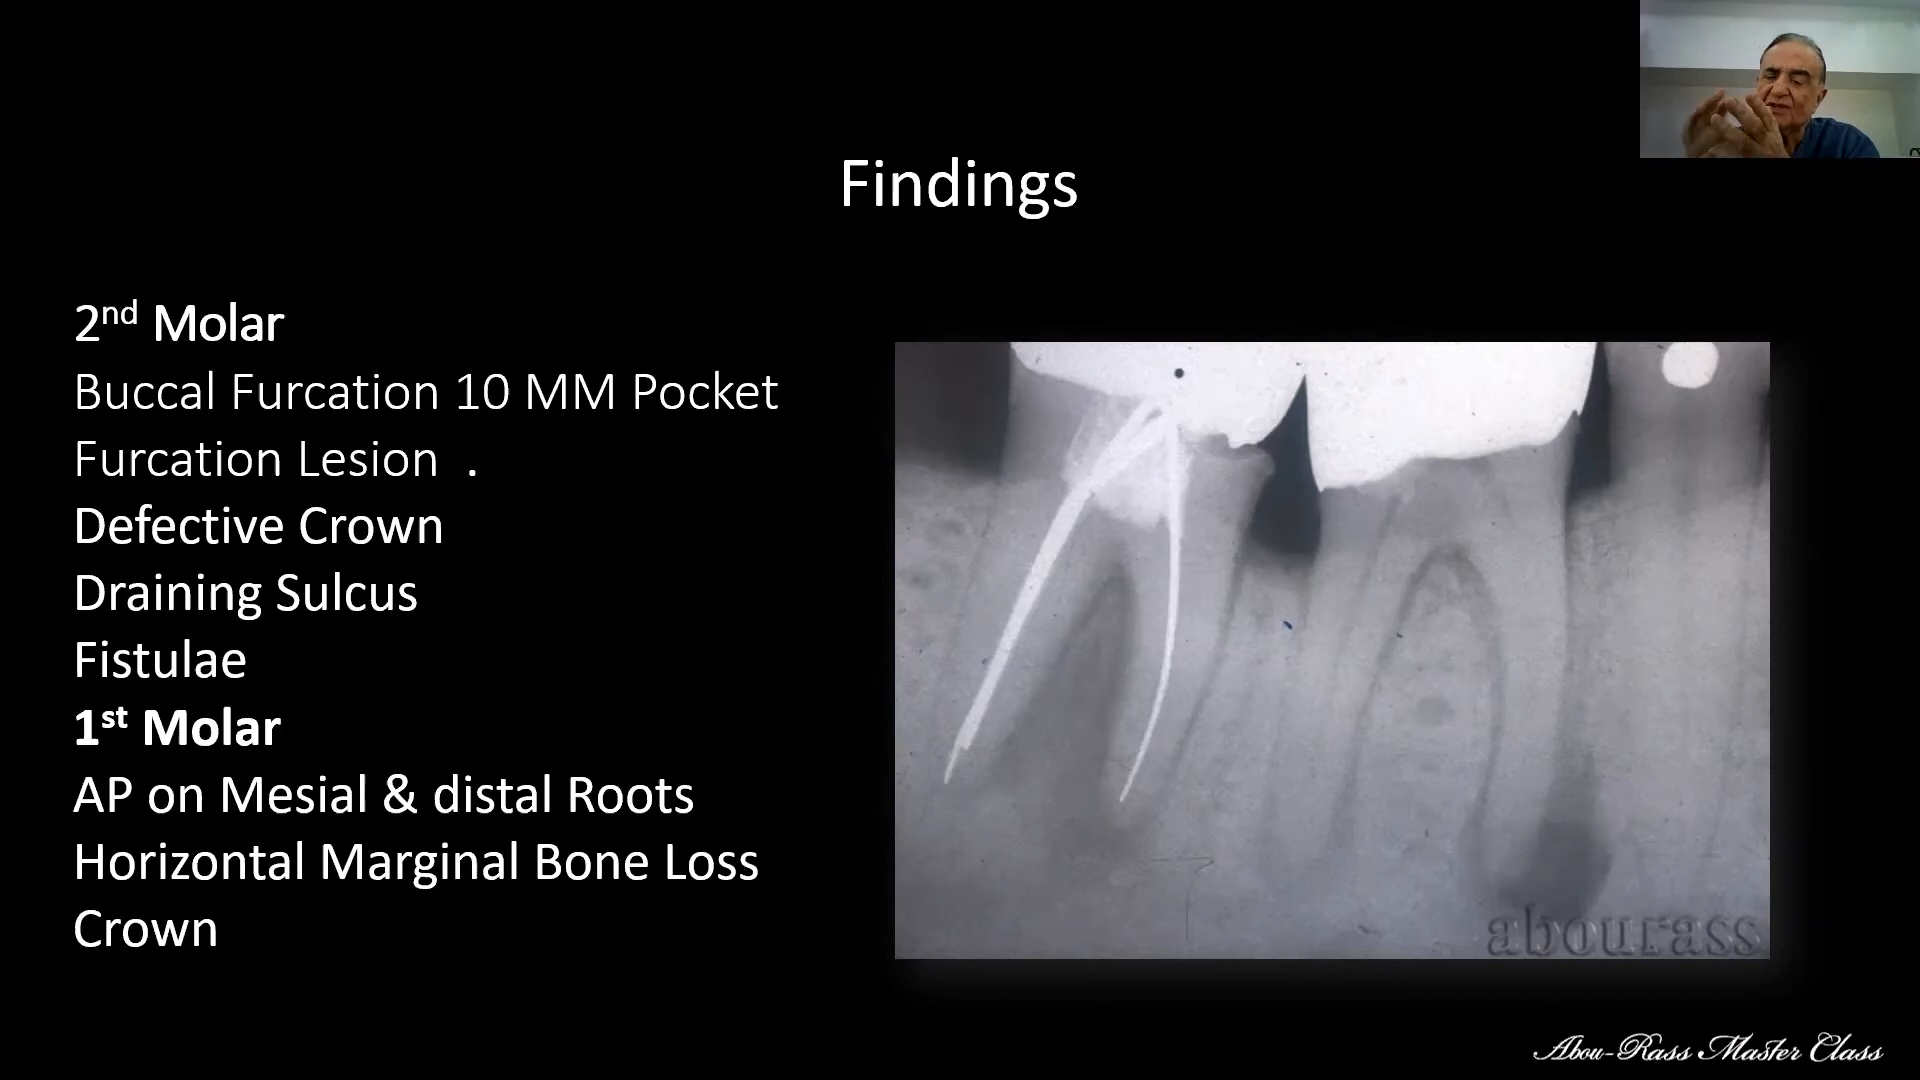 Findings
2nd Molar
Buccal Furcation 10 MM Pocket
Furcation Lesion .
Defective Crown
Draining Sulcus
Fistulae
1st Molar
AP on Mesial & distal Roots
Horizontal Marginal Bone Loss
Crown
abourass
Abou-Rass Master Class